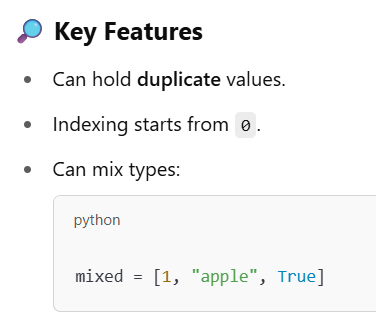 🔎 Key Features
• Can hold duplicate values.
• Indexing starts from 0.
• Can mix types:
python
mixed = [1, "apple", True]